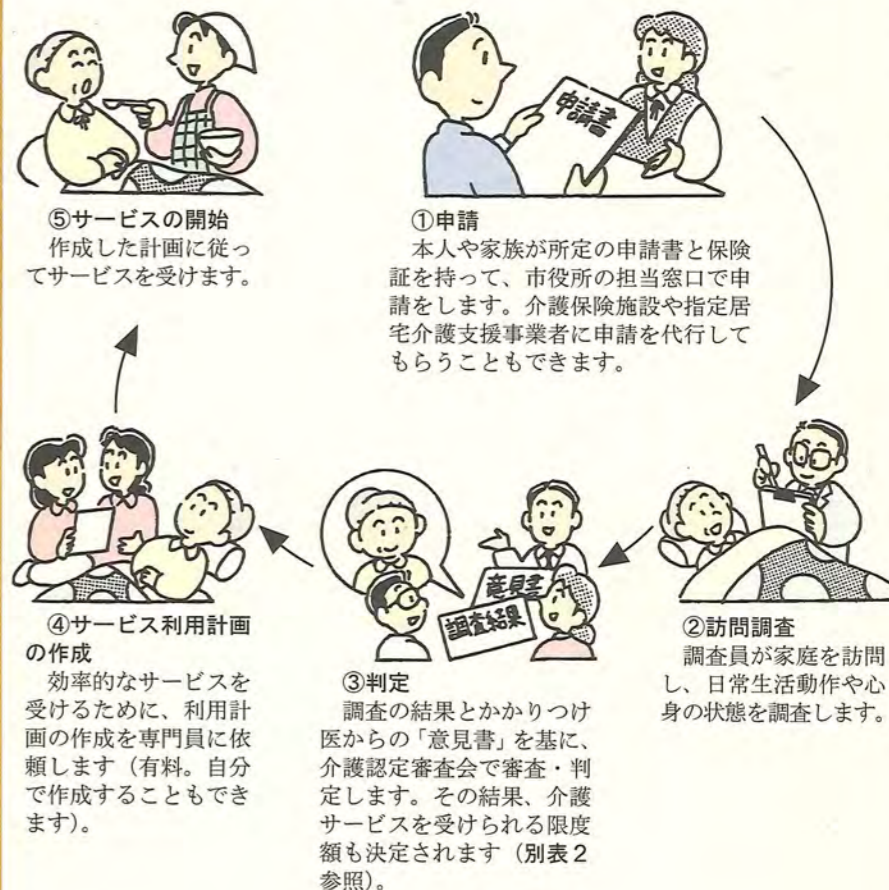 申請書
①申請
本人や家族が所定の申請書と保険
証を持って、市役所の担当窓口で申
請をします。介護保険施設や指定居
宅介護支援事業者に申請を代行して
もらうこともできます。
②訪問調査
調査員が家庭を訪問
し、日常生活動作や心
身の状態を調査します。
意見書
調査結果
③判定
調査の結果とかかりつけ
医からの「意見書」を基に、
介護認定審査会で審査・判
定します。その結果、介護
サービスを受けられる限度
額も決定されます（別表2
参照）。
④サービス利用計画
の作成
効率的なサービスを
受けるために、利用計
画の作成を専門員に依
頼します（有料。自分
で作成することもでき
ます）。
⑤サービスの開始
作成した計画に従っ
てサービスを受けます。